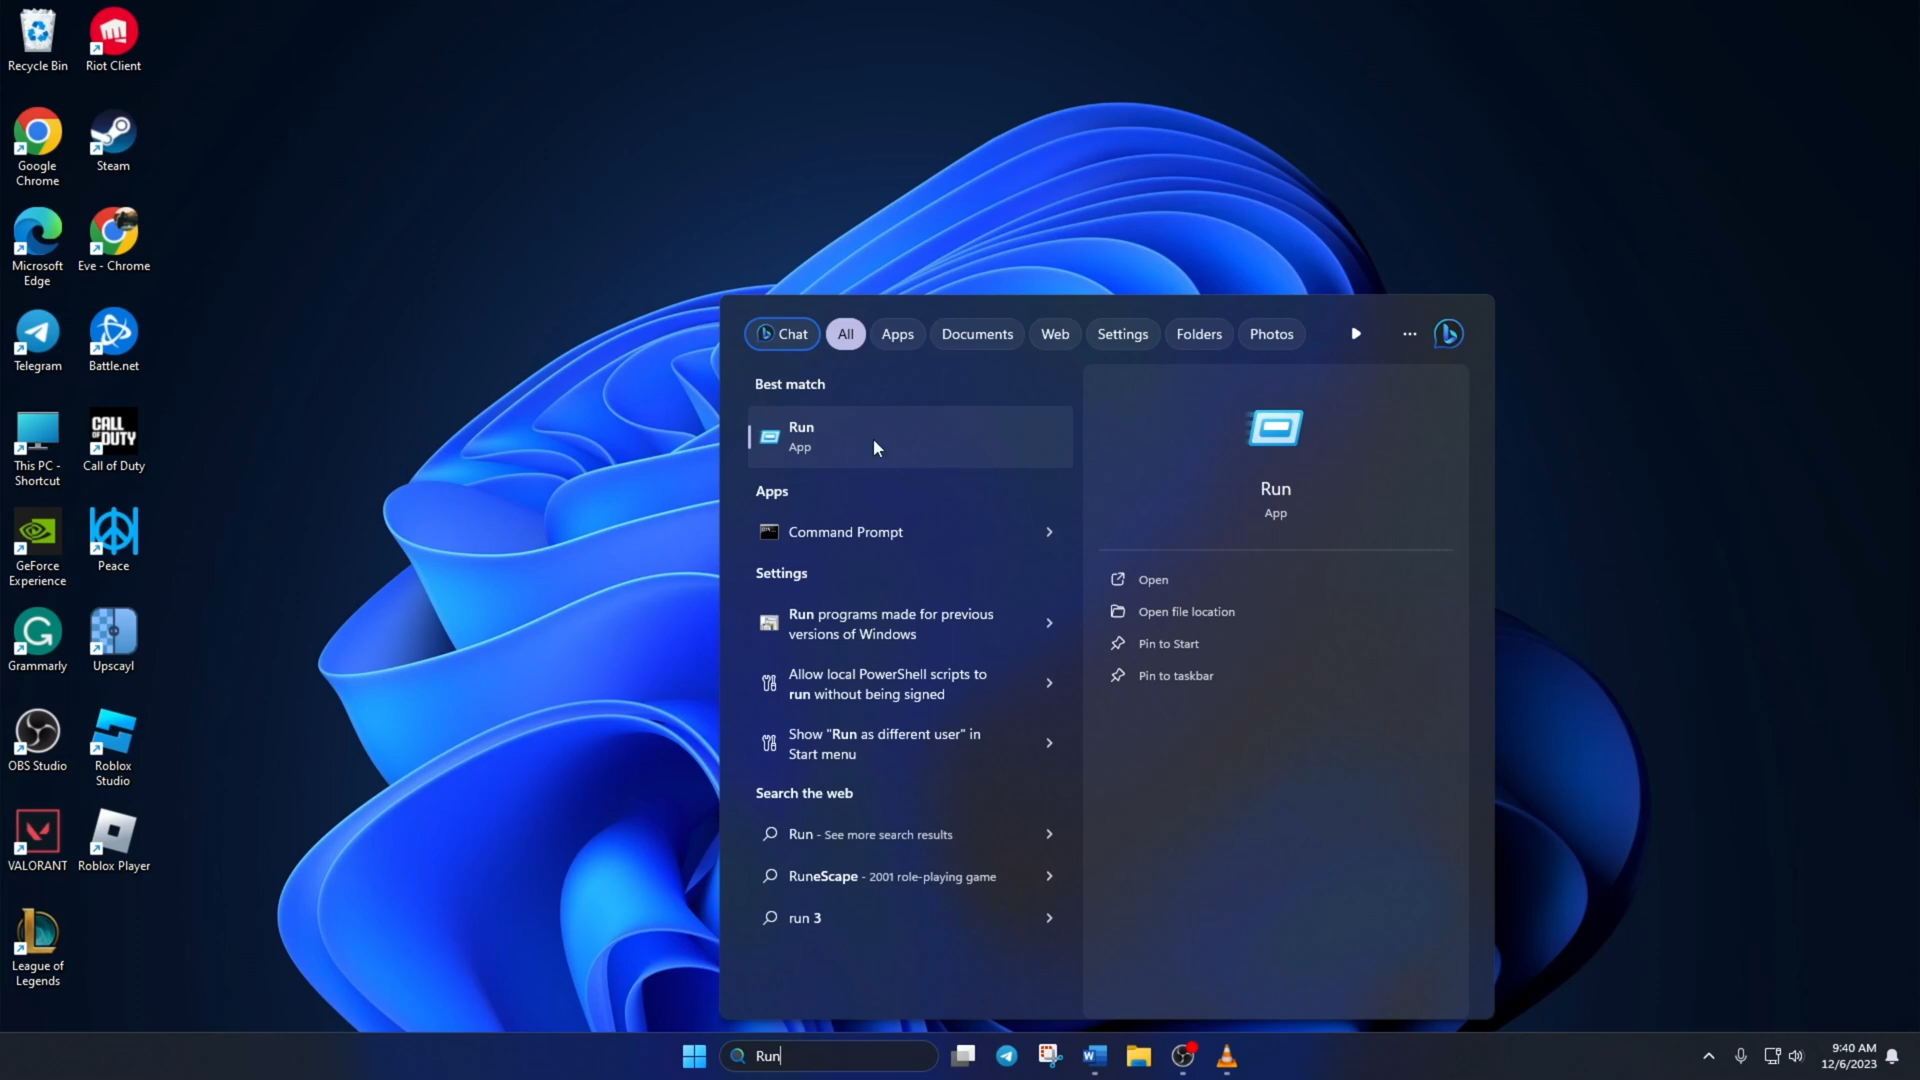 Recycle Bin
Riot Client
Google
Chrome
Steam
Microsoft
Edge
Eve - Chrome
Telegram
Battle.net
This PC -
Shortcut
CALL OF DUTY
Call of Duty
GeForce
Experience
Peace
Grammarly
Upscayl
OBS Studio
Roblox
Studio
VALORANT
Roblox Player
League of
Legends
Chat
All
Apps
Documents
Web
Settings
Folders
Photos
Best match
Run
App
Apps
Command Prompt
Settings
Run programs made for previous
versions of Windows
Allow local PowerShell scripts to
run without being signed
Show "Run as different user" in
Start menu
Search the web
Run - See more search results
RuneScape - 2001 role-playing game
run 3
Run
App
Open
Open file location
Pin to Start
Pin to taskbar
Run
9:40 AM
12/6/2023